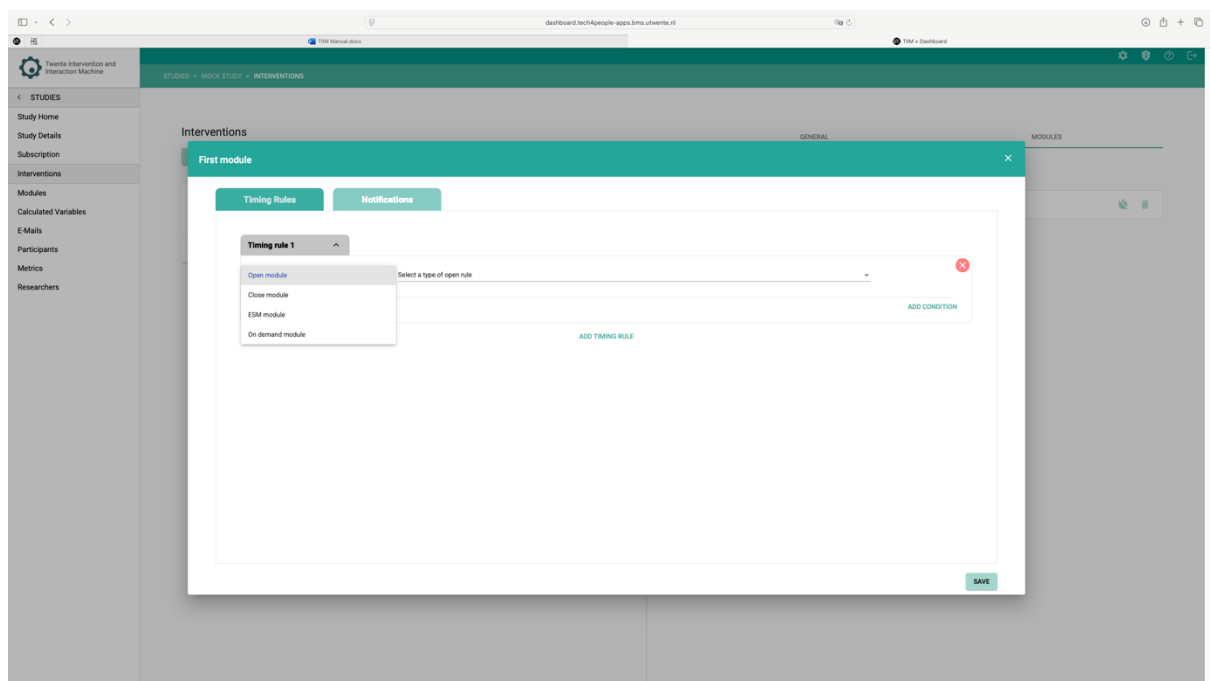 dashboard.tech4people-apps.bms.utwente.nl
TIIM Manual.docx
TIIM • Dashboard
Twente Intervention and
Interaction Machine
STUDIES > MOCK STUDY > INTERVENTIONS
< STUDIES
Study Home
Study Details
Subscription
Interventions
Modules
Calculated Variables
E-Mails
Participants
Metrics
Researchers
Interventions
GENERAL
MODULES
First module
Timing Rules
Notifications
Timing rule 1
Open module
Select a type of open rule
Close module
ESM module
On demand module
ADD CONDITION
ADD TIMING RULE
SAVE